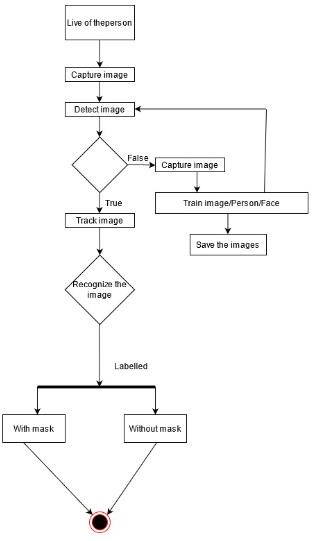 Live of theperson
Capture image
Detect image
False
Capture image
True
Train image/Person/Face
Track image
Save the images
Recognize the
image
Labelled
With mask
Without mask